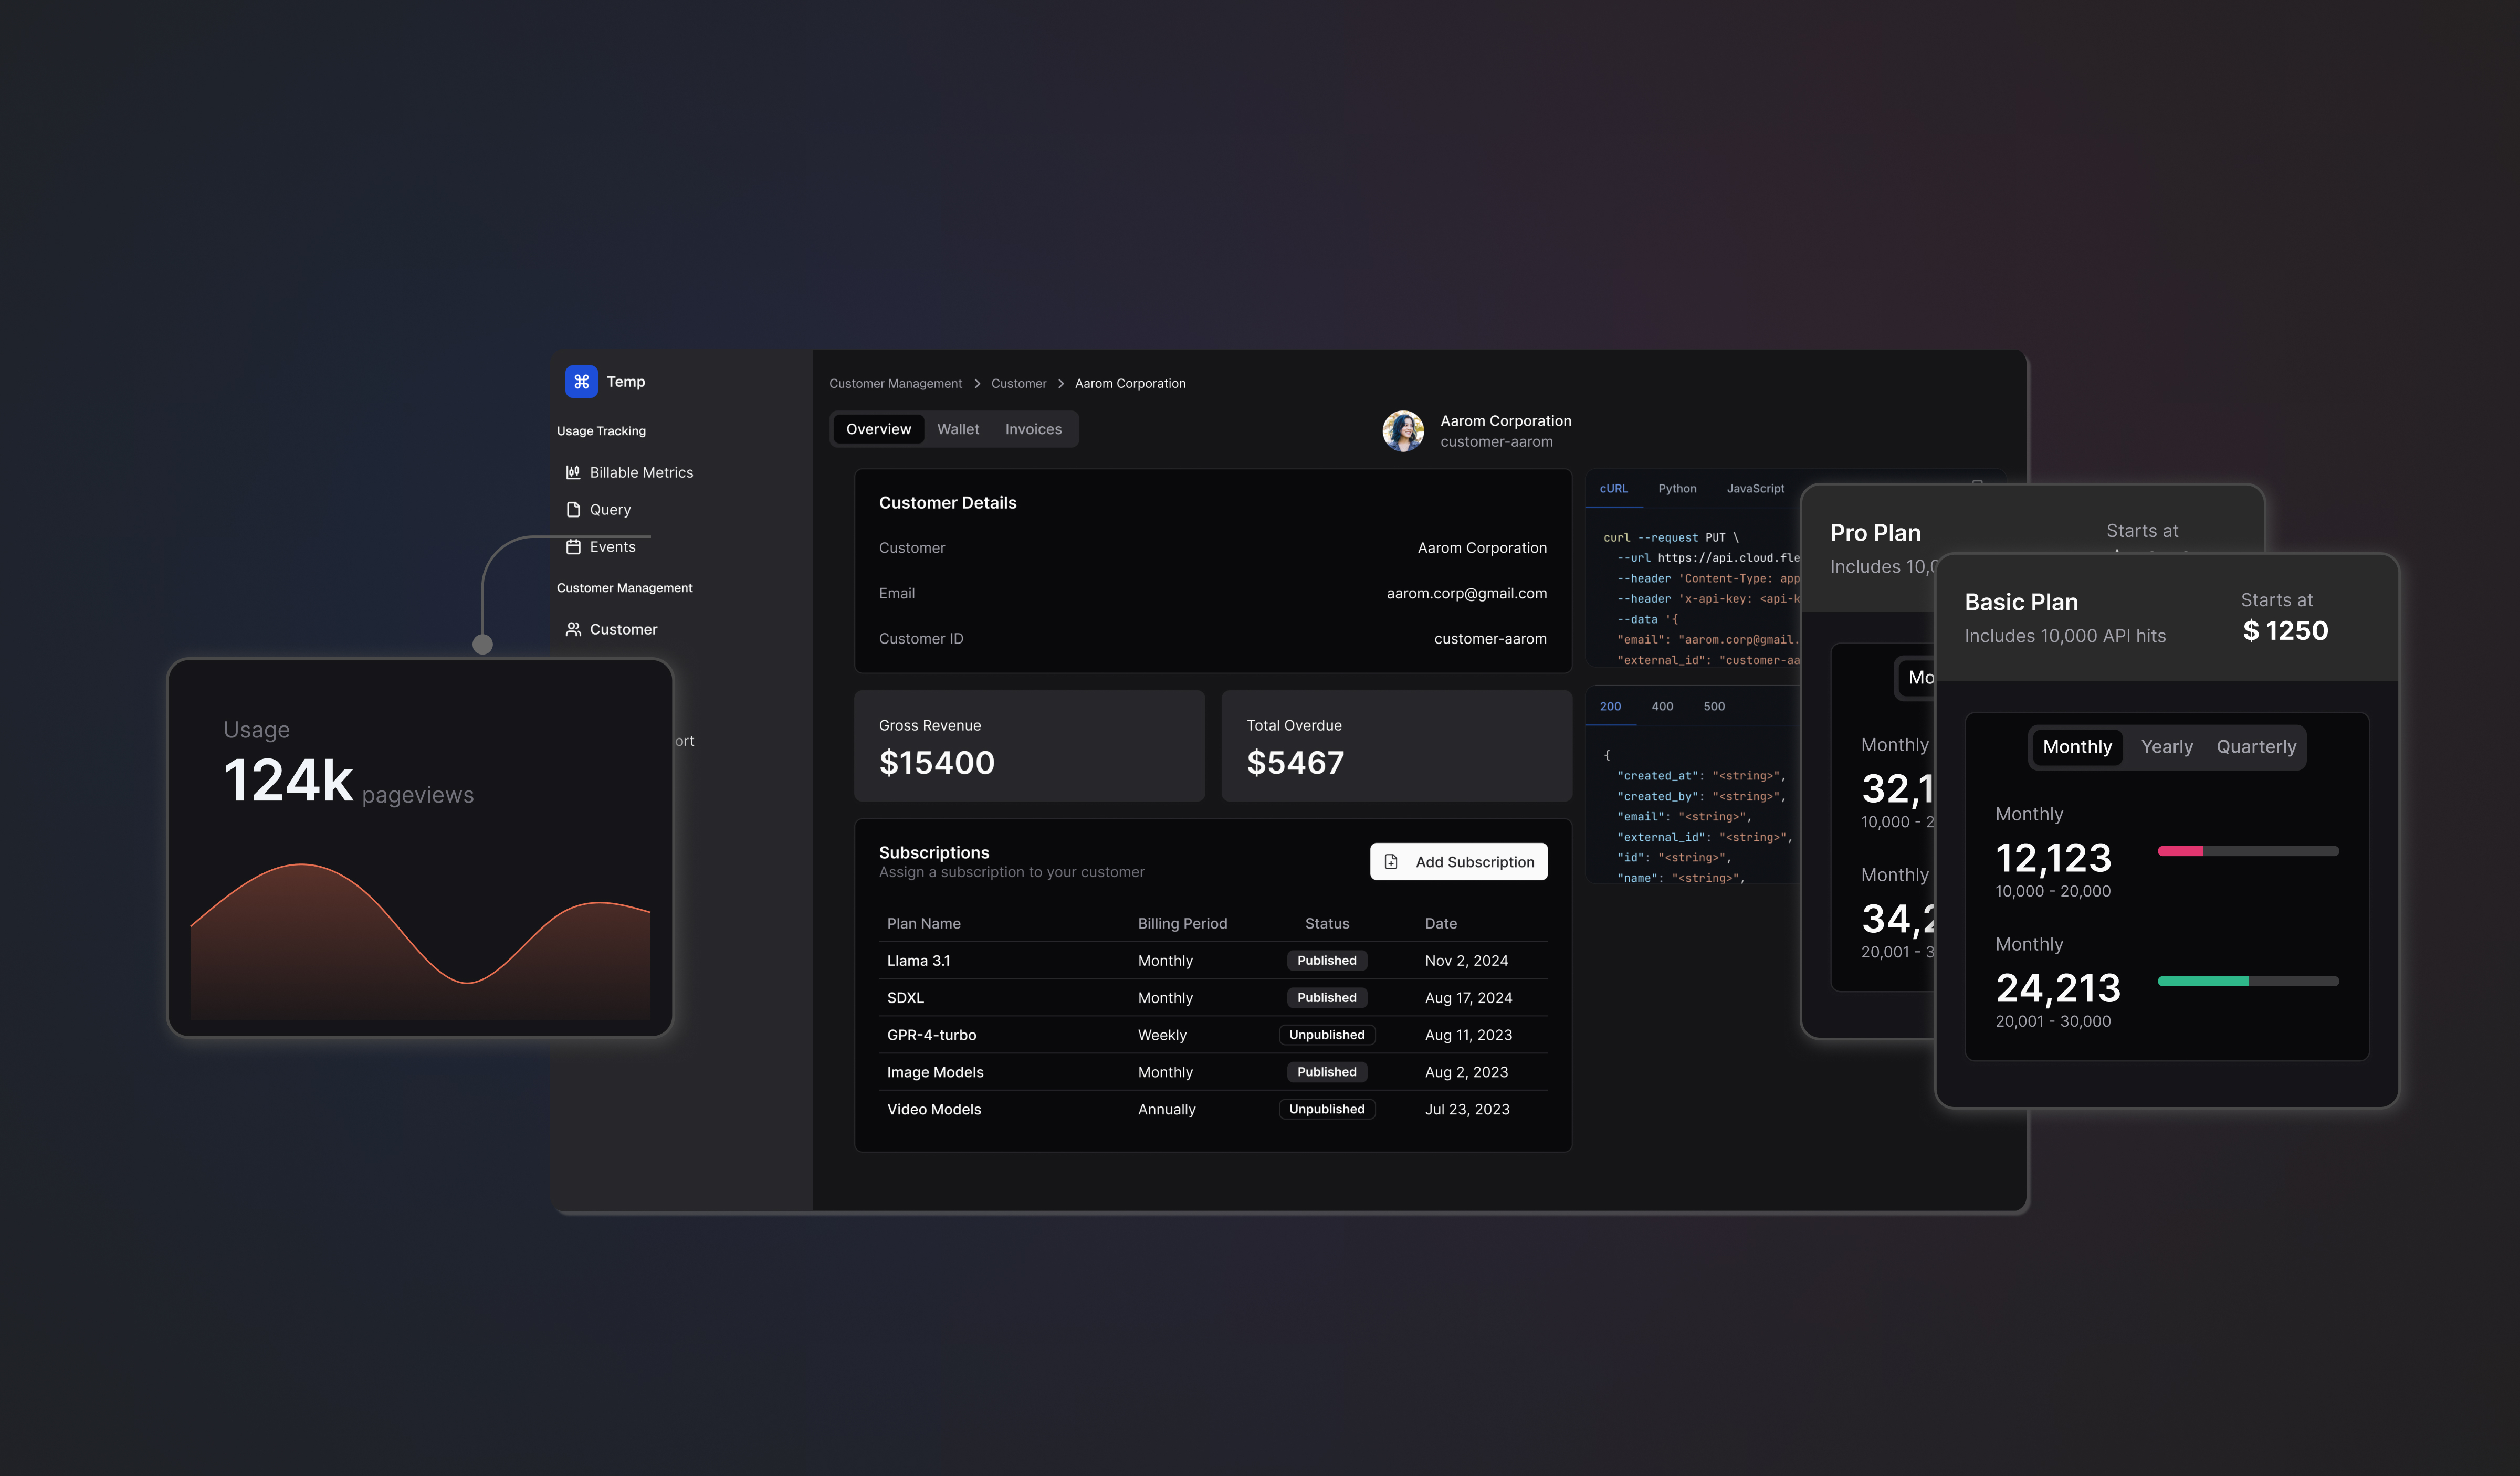 Temp
Usage Tracking
Billable Metrics
Query
Events
Customer Management
Customer
ort
Usage
124k pageviews
Customer Management > Customer > Aarom Corporation
Overview Wallet Invoices
Aarom Corporation
customer-aarom
Customer Details
Customer Aarom Corporation
Email aarom.corp@gmail.com
Customer ID customer-aarom
Gross Revenue
$15400
Total Overdue
$5467
Subscriptions
Assign a subscription to your customer
Add Subscription
Plan Name Billing Period Status Date
Llama 3.1 Monthly Published Nov 2, 2024
SDXL Monthly Published Aug 17, 2024
GPR-4-turbo Weekly Unpublished Aug 11, 2023
Image Models Monthly Published Aug 2, 2023
Video Models Annually Unpublished Jul 23, 2023
cURL Python JavaScript
curl --request PUT \
--url https://api.cloud.fle
--header 'Content-Type: app
--header 'x-api-key: <api-k
--data '{
"email": "aarom.corp@gmail.
"external_id": "customer-aa
200 400 500
{
"created_at": "<string>",
"created_by": "<string>",
"email": "<string>",
"external_id": "<string>",
"id": "<string>",
"name": "<string>",
Pro Plan
Includes 10,0
Starts at
Mo
Monthly
32,1
10,000 - 2
Monthly
34,2
20,001 - 3
Basic Plan
Includes 10,000 API hits
Starts at
$ 1250
Monthly Yearly Quarterly
Monthly
12,123
10,000 - 20,000
Monthly
24,213
20,001 - 30,000